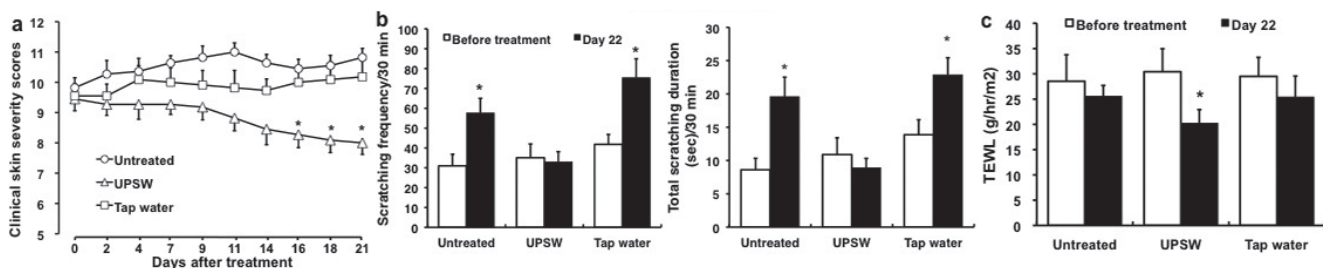 a
Clinical skin severity scores
12
11
10
9
8
7
6
5
* * *
Untreated
UPSW
Tap water
0 2 4 7 9 11 14 16 18 21
Days after treatment
b
Scratching frequency/30 min
100
90
80
70
60
50
40
30
20
10
0
Before treatment Day 22
*
*
Untreated UPSW Tap water
Total scratching duration
(sec)/30 min
30
25
20
15
10
5
0
*
*
Untreated UPSW Tap water
c
TEWL (g/hr/m2)
40
35
30
25
20
15
10
5
0
Before treatment Day 22
*
Untreated UPSW Tap water